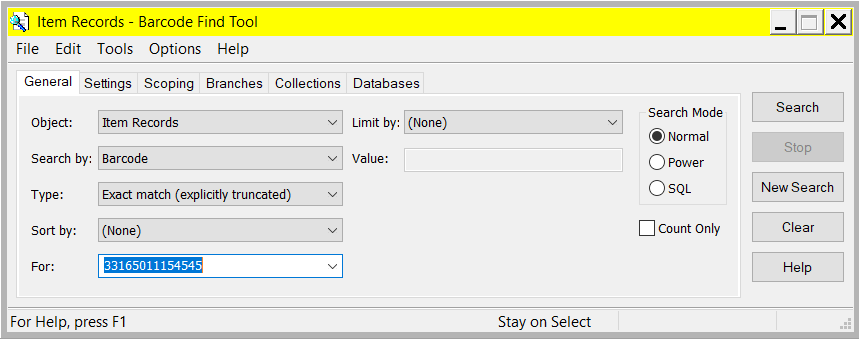 Item Records - Barcode Find Tool
File Edit Tools Options Help
General Settings Scoping Branches Collections Databases
Object: Item Records Limit by: (None)
Search by: Barcode Value:
Type: Exact match (explicitly truncated)
Sort by: (None)
For: 33165011154545
Search Mode
Normal
Power
SQL
Count Only
Search
Stop
New Search
Clear
Help
For Help, press F1 Stay on Select